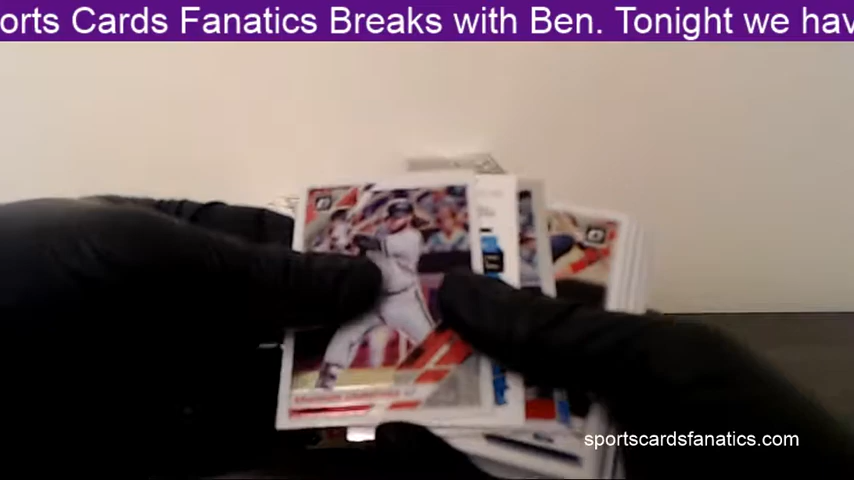 orts Cards Fanatics Breaks with Ben. Tonight we hav
sportscardsfanatics.com